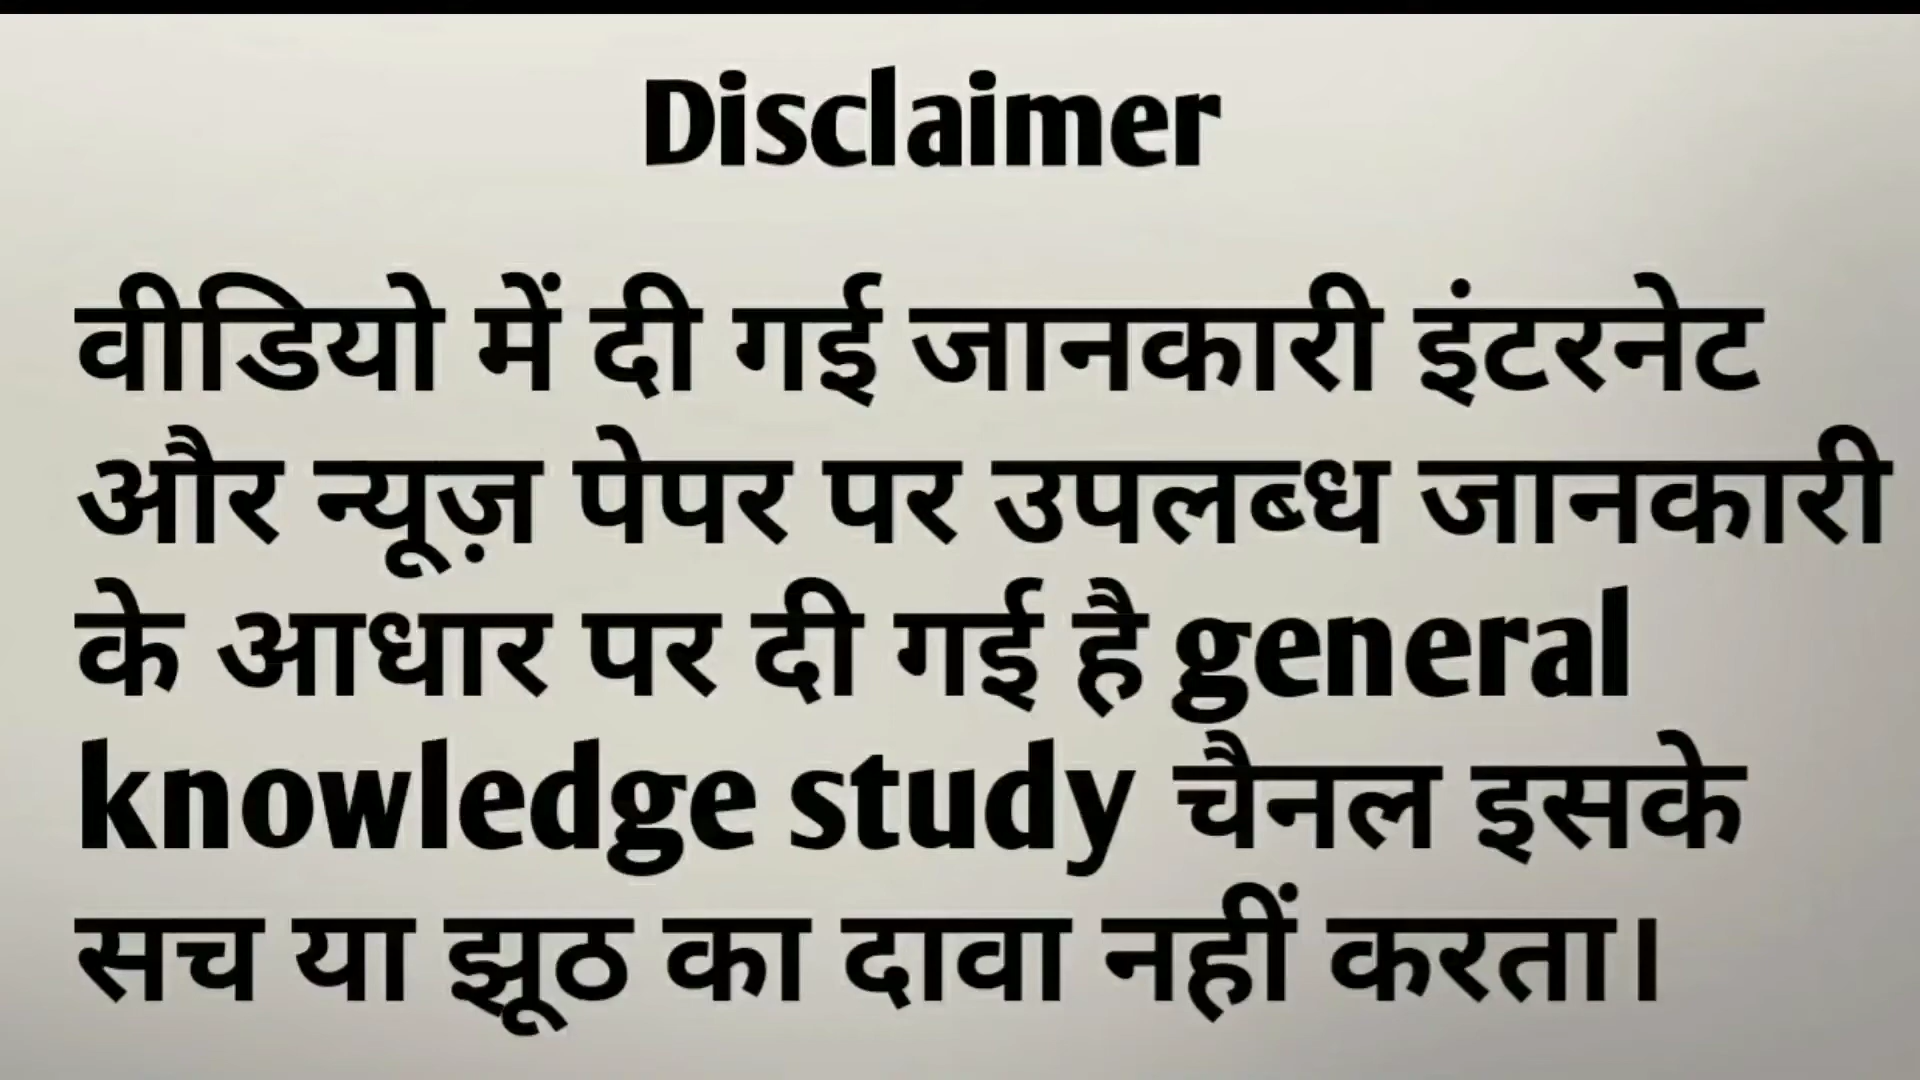 Disclaimer
वीडियो में दी गई जानकारी इंटरनेट
और न्यूज़ पेपर पर उपलब्ध जानकारी
के आधार पर दी गई है general
knowledge study चैनल इसके
सच या झूठ का दावा नहीं करता।